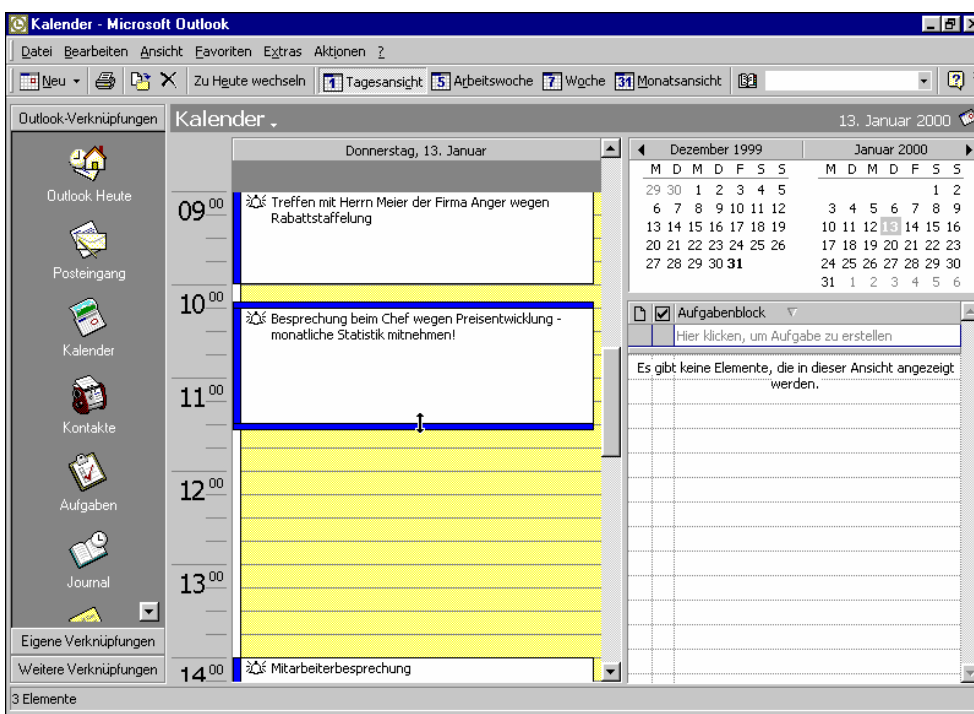 Kalender - Microsoft Outlook
Datei Bearbeiten Ansicht Favoriten Extras Aktionen ?
Neu Zu Heute wechseln 1 Tagesansicht 5 Arbeitswoche 7 Woche 31 Monatsansicht
Outlook-Verknüpfungen
Outlook Heute
Posteingang
Kalender
Kontakte
Aufgaben
Journal
Eigene Verknüpfungen
Weitere Verknüpfungen
Kalender
13. Januar 2000
Donnerstag, 13. Januar
09 00
Treffen mit Herrn Meier der Firma Anger wegen
Rabattstaffelung
10 00
Besprechung beim Chef wegen Preisentwicklung -
monatliche Statistik mitnehmen!
11 00
12 00
13 00
14 00
Mitarbeiterbesprechung
Dezember 1999
M D M D F S S
29 30 1 2 3 4 5
6 7 8 9 10 11 12
13 14 15 16 17 18 19
20 21 22 23 24 25 26
27 28 29 30 31
Januar 2000
M D M D F S S
1 2
3 4 5 6 7 8 9
10 11 12 13 14 15 16
17 18 19 20 21 22 23
24 25 26 27 28 29 30
31 1 2 3 4 5 6
Aufgabenblock
Hier klicken, um Aufgabe zu erstellen
Es gibt keine Elemente, die in dieser Ansicht angezeigt
werden.
3 Elemente